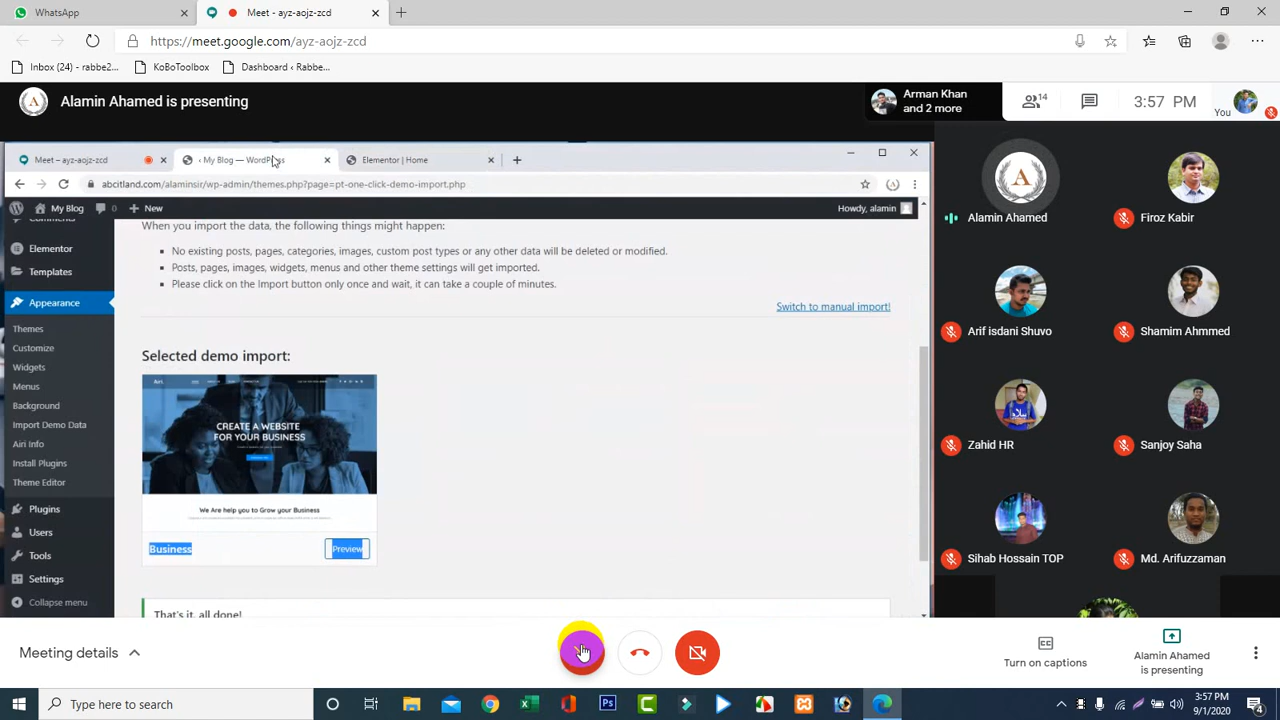 WhatsApp
Meet - ayz-aojz-zcd
https://meet.google.com/ayz-aojz-zcd
Inbox (24) - rabbe2...
KoBoToolbox
Dashboard ‹ Rabbe...
Alamin Ahamed is presenting
Arman Khan
and 2 more
14
3:57 PM
You
Meet – ayz-aojz-zcd
‹ My Blog — WordPress
Elementor | Home
abcitland.com/alaminsir/wp-admin/themes.php?page=pt-one-click-demo-import.php
My Blog
0
New
Howdy, alamin
Comments
Elementor
Templates
Appearance
Themes
Customize
Widgets
Menus
Background
Import Demo Data
Airi Info
Install Plugins
Theme Editor
Plugins
Users
Tools
Settings
Collapse menu
When you import the data, the following things might happen:
No existing posts, pages, categories, images, custom post types or any other data will be deleted or modified.
Posts, pages, images, widgets, menus and other theme settings will get imported.
Please click on the Import button only once and wait, it can take a couple of minutes.
Switch to manual import!
Selected demo import:
Airi
CREATE A WEBSITE
FOR YOUR BUSINESS
We Are help you to Grow your Business
Business
Preview
That's it, all done!
Alamin Ahamed
Firoz Kabir
Arif isdani Shuvo
Shamim Ahmmed
Zahid HR
Sanjoy Saha
Sihab Hossain TOP
Md. Arifuzzaman
Meeting details
CC
Turn on captions
Alamin Ahamed
is presenting
Type here to search
3:57 PM
9/1/2020
4